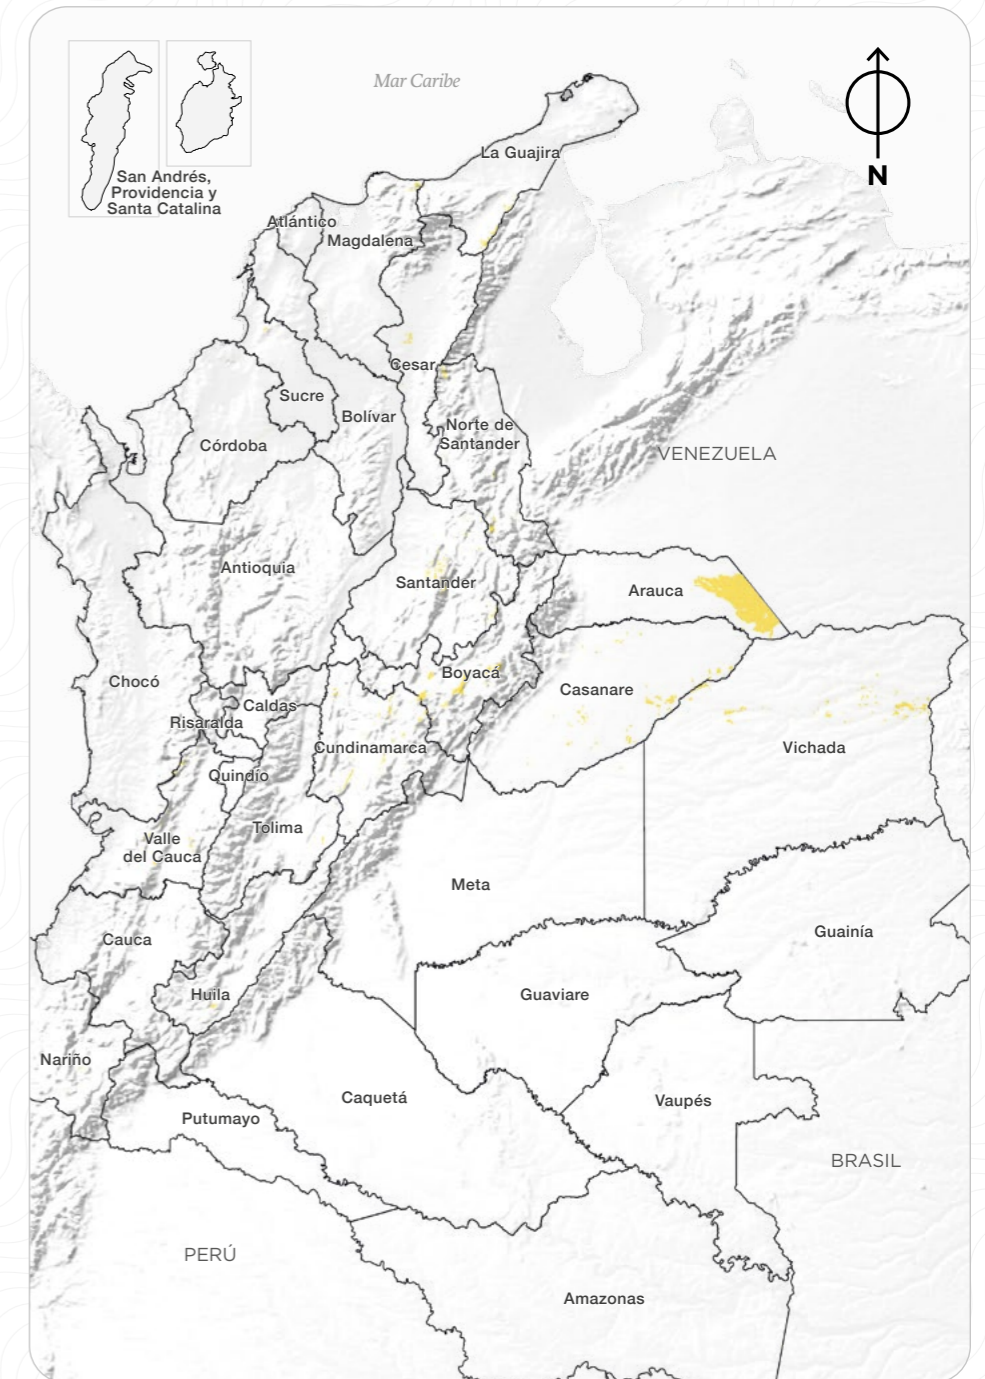 Mar Caribe
N
La Guajira
San Andrés,
Providencia y
Santa Catalina
Atlántico
Magdalena
Cesar
Sucre
Bolívar
Norte de
Santander
Córdoba
VENEZUELA
Antioquia
Santander
Arauca
Boyacá
Chocó
Casanare
Caldas
Risaralda
Cundinamarca
Vichada
Quindío
Tolima
Valle
del Cauca
Meta
Guainía
Cauca
Huila
Guaviare
Nariño
Caquetá
Vaupés
Putumayo
BRASIL
PERÚ
Amazonas